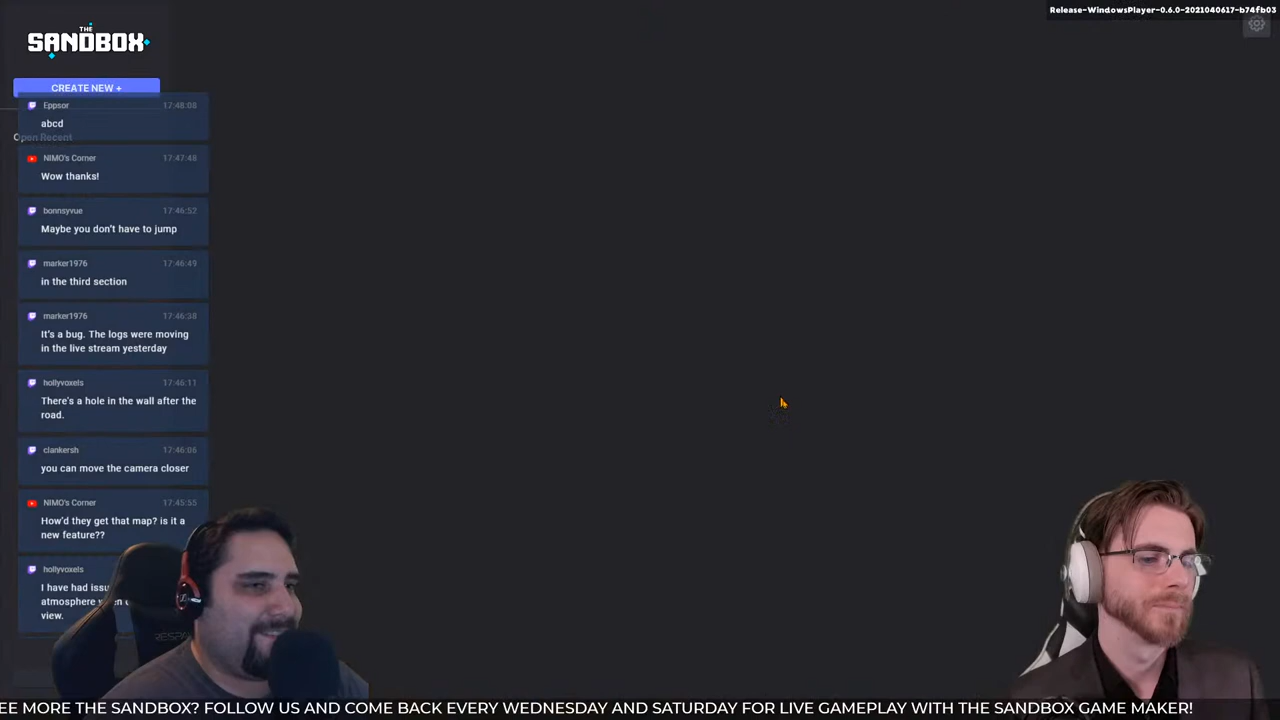 Release-WindowsPlayer-0.6.0-2021040617-b74fb03
THE
SANDBOX
CREATE NEW +
Eppsor 17:48:08
abcd
Open Recent
NIMO's Corner 17:47:48
Wow thanks!
bonnsyvue 17:46:52
Maybe you don't have to jump
marker1976 17:46:49
in the third section
marker1976 17:46:38
It's a bug. The logs were moving
in the live stream yesterday
hollyvoxels 17:46:11
There's a hole in the wall after the
road.
clankersh 17:46:06
you can move the camera closer
NIMO's Corner 17:45:55
How'd they get that map? is it a
new feature??
hollyvoxels
I have had
atmosphere
view.
EE MORE THE SANDBOX? FOLLOW US AND COME BACK EVERY WEDNESDAY AND SATURDAY FOR LIVE GAMEPLAY WITH THE SANDBOX GAME MAKER!